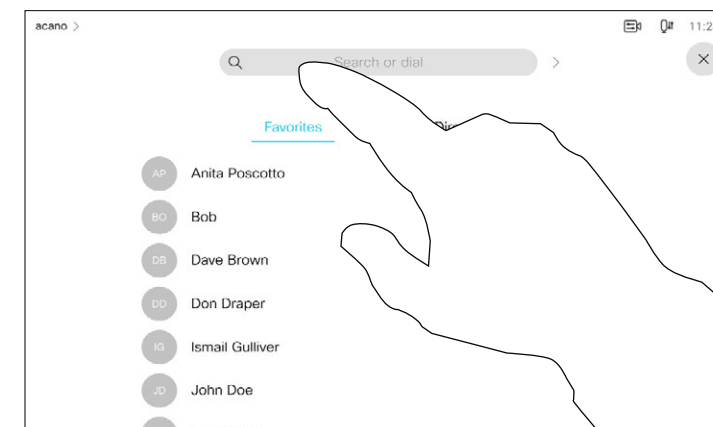 acano >
11:2
Search or dial
Favorites
AP Anita Poscotto
BO Bob
DB Dave Brown
DD Don Draper
IG Ismail Gulliver
JD John Doe